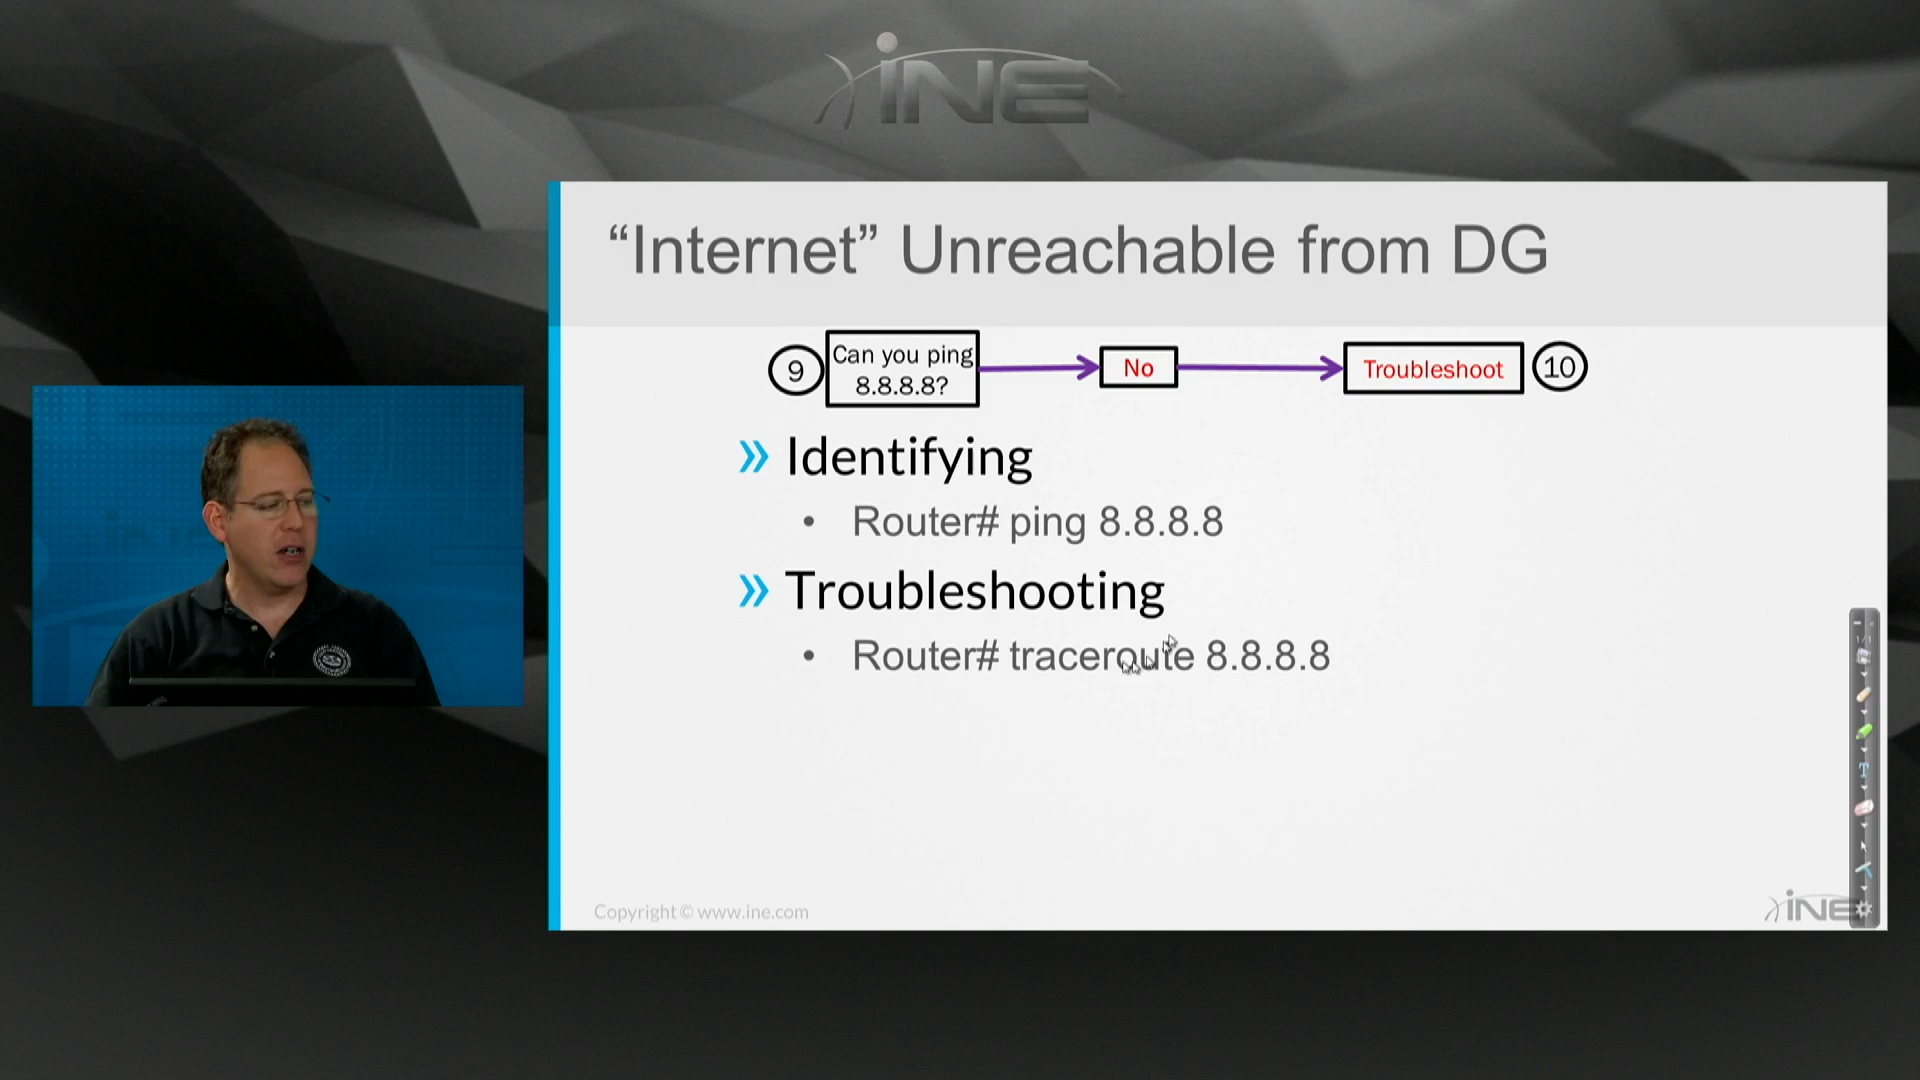 iNE
“Internet” Unreachable from DG
9
Can you ping
8.8.8.8?
No
Troubleshoot
10
» Identifying
• Router# ping 8.8.8.8
» Troubleshooting
• Router# traceroute 8.8.8.8
Copyright © www.ine.com
iNE